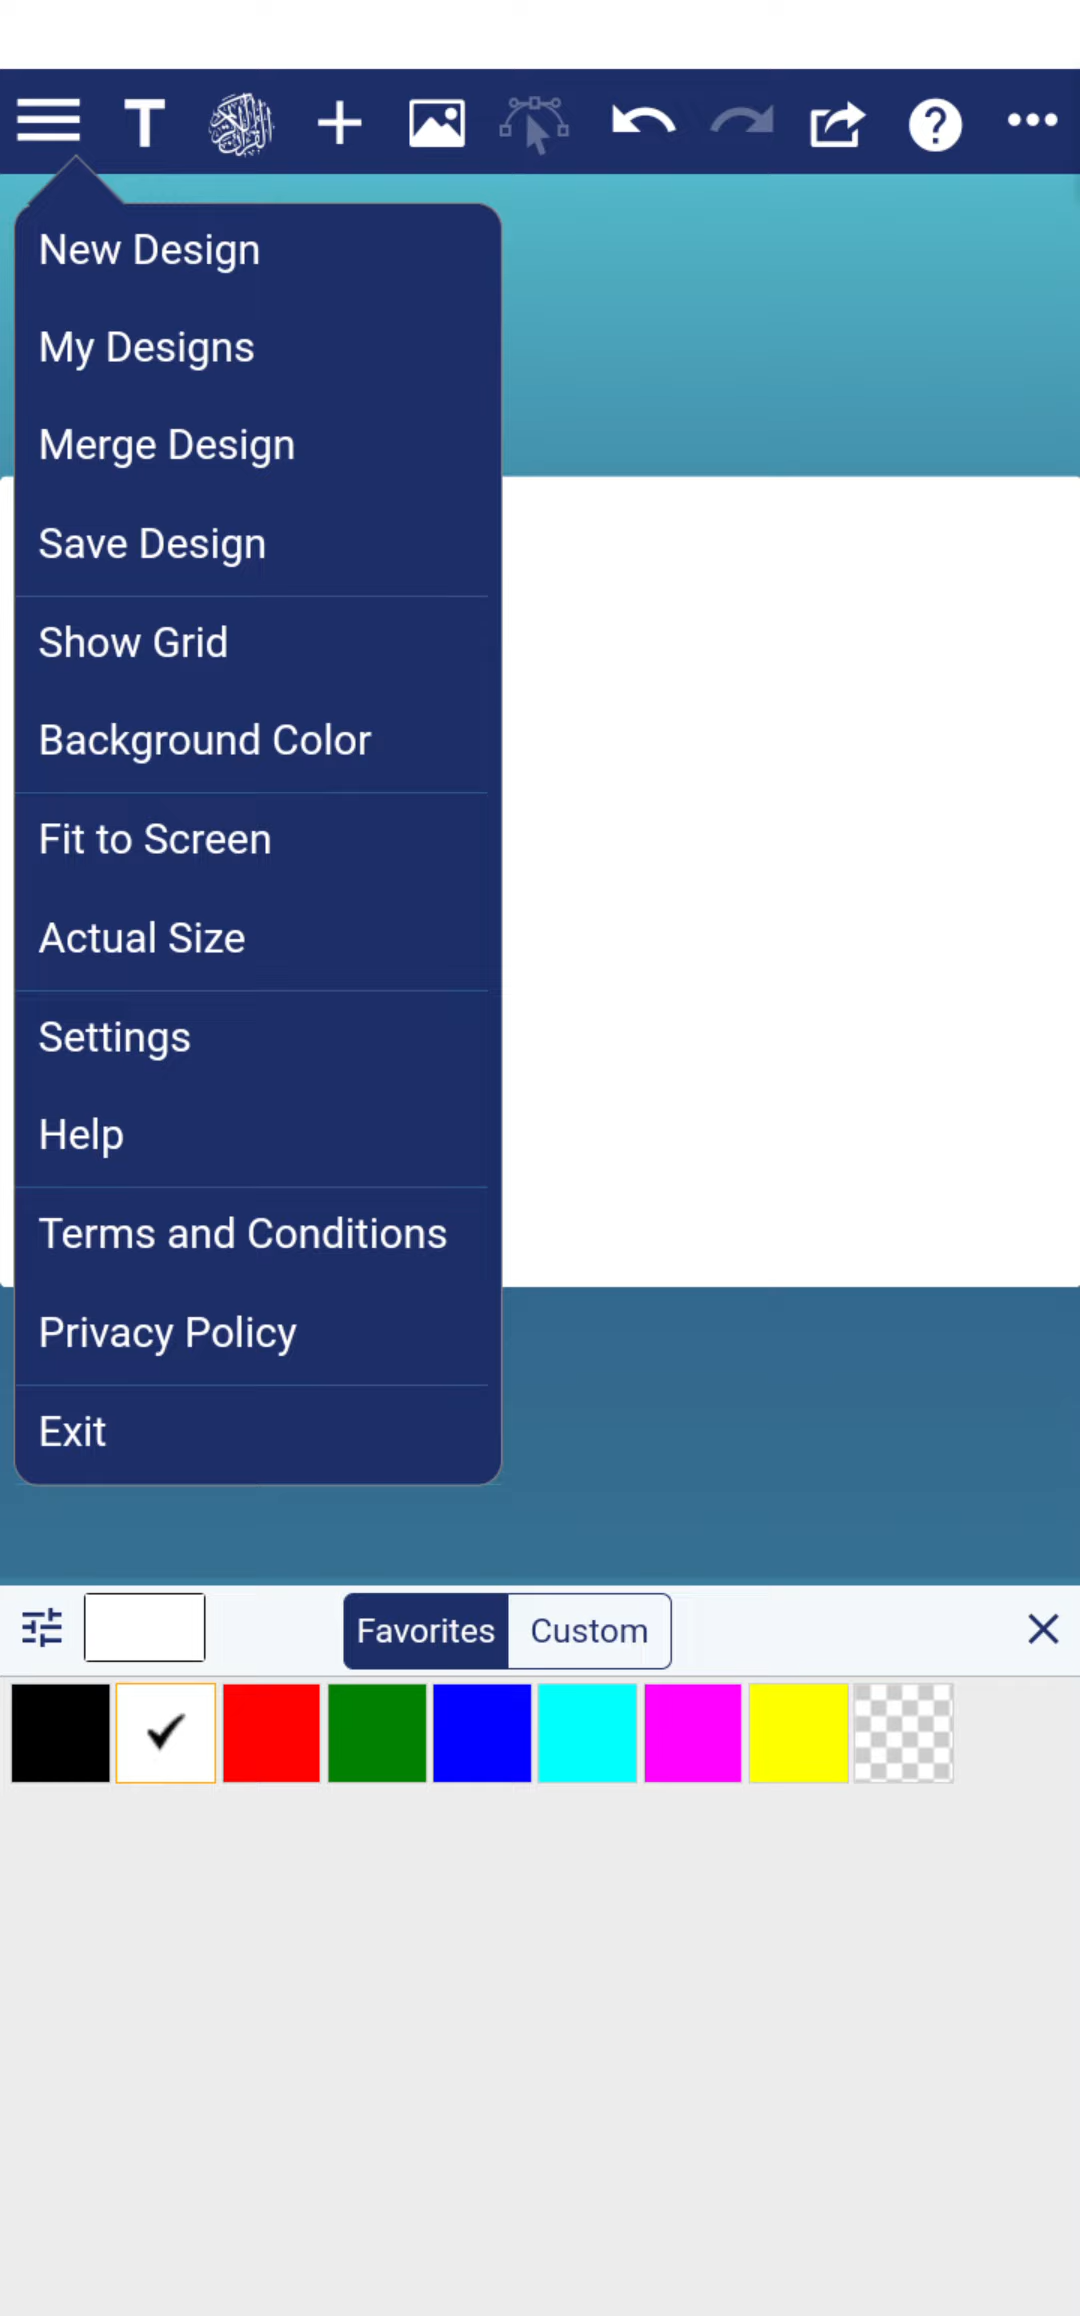 T
New Design
My Designs
Merge Design
Save Design
Show Grid
Background Color
Fit to Screen
Actual Size
Settings
Help
Terms and Conditions
Privacy Policy
Exit
Favorites Custom